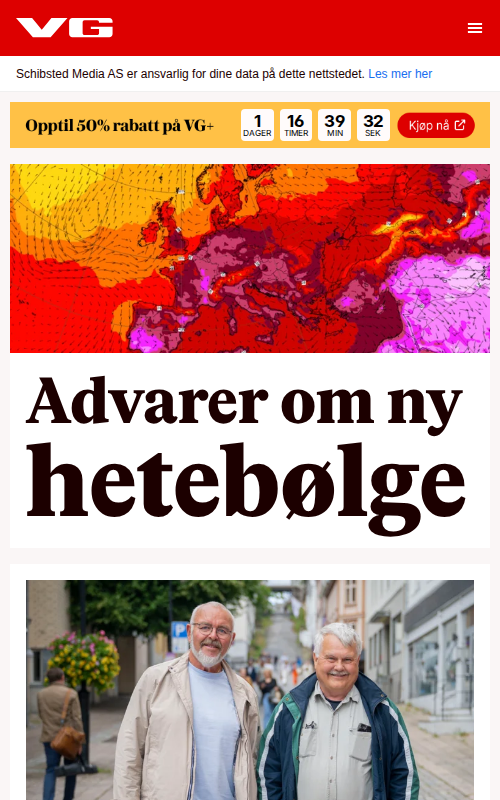 VG
Schibsted Media AS er ansvarlig for dine data på dette nettstedet. Les mer her
Opptil 50% rabatt på VG+
1 16 39 32
DAGER TIMER MIN SEK
Kjøp nå
Advarer om ny
hetebølge
P